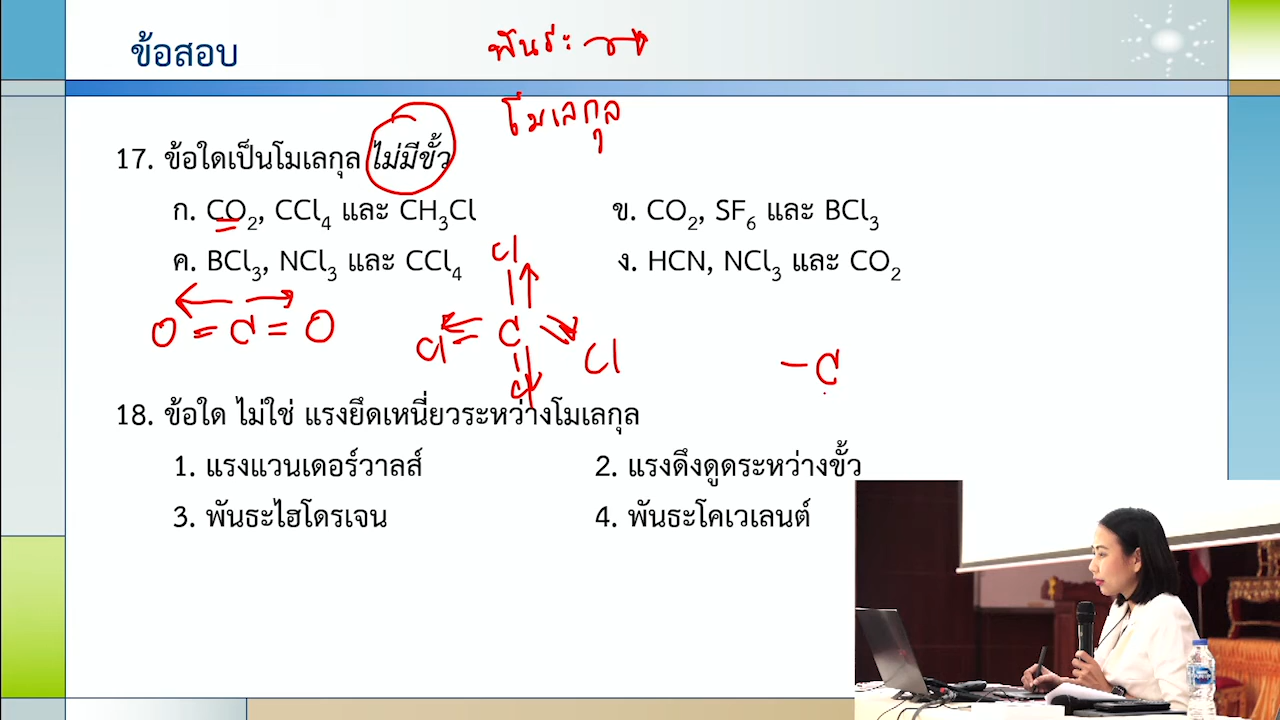 ข้อสอบ
พันธะ
โมเลกุล
17. ข้อใดเป็นโมเลกุล ไม่มีขั้ว
ก. CO2, CCl4 และ CH3Cl
ข. CO2, SF6 และ BCl3
ค. BCl3, NCl3 และ CCl4
ง. HCN, NCl3 และ CO2
Cl
O = C = O
Cl C Cl
Cl
– C
18. ข้อใด ไม่ใช่ แรงยึดเหนี่ยวระหว่างโมเลกุล
1. แรงแวนเดอร์วาลส์
2. แรงดึงดูดระหว่างขั้ว
3. พันธะไฮโดรเจน
4. พันธะโคเวเลนต์